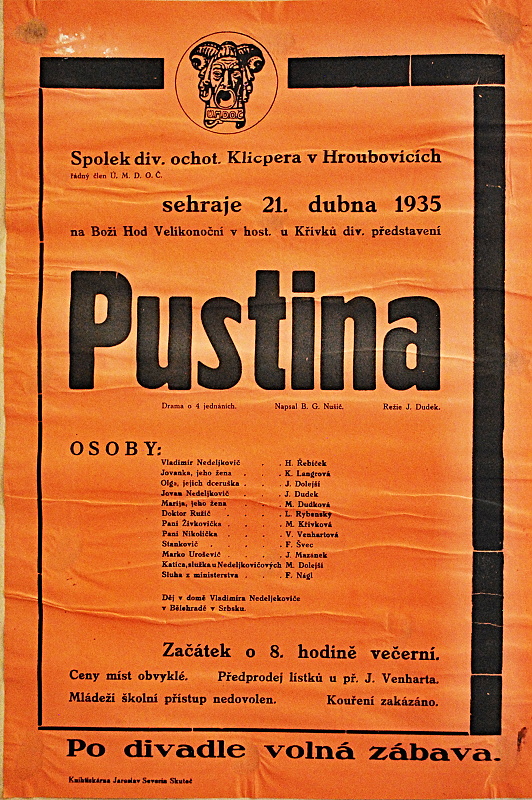 Ú.M.D.O.Č
Spolek div. ochot. Klicpera v Hroubovicích
řádný člen Ú. M. D. O. Č.
sehraje 21. dubna 1935
na Boží Hod Velikonoční v host. u Křivků div. představení
Pustina
Drama o 4 jednáních. Napsal B. G. Nušič. Režie J. Dudek.
OSOBY:
Vladimír Nedeljkovič . . H. Řebíček
Jovanka, jeho žena . . . K. Langrová
Olga, jejich dceruška . . . J. Dolejší
Jovan Nedeljkovič . . . J. Dudek
Marija, jeho žena . . . M. Dudková
Doktor Ružič . . . L. Rybenský
Paní Živkovička . . . M. Křivková
Paní Nikolička . . . V. Venhartová
Stankovič . . . F. Švec
Marko Uroševič . . . J. Mazánek
Katica, služka u Nedeljkovičových M. Dolejší
Sluha z ministerstva . . . F. Nágl
Děj v domě Vladimíra Nedeljekoviče
v Bělehradě v Srbsku.
Začátek o 8. hodině večerní.
Ceny míst obvyklé. Předprodej lístků u př. J. Venharta.
Mládeži školní přístup nedovolen. Kouření zakázáno.
Po divadle volná zábava.
Knihtiskárna Jaroslav Severin Skuteč